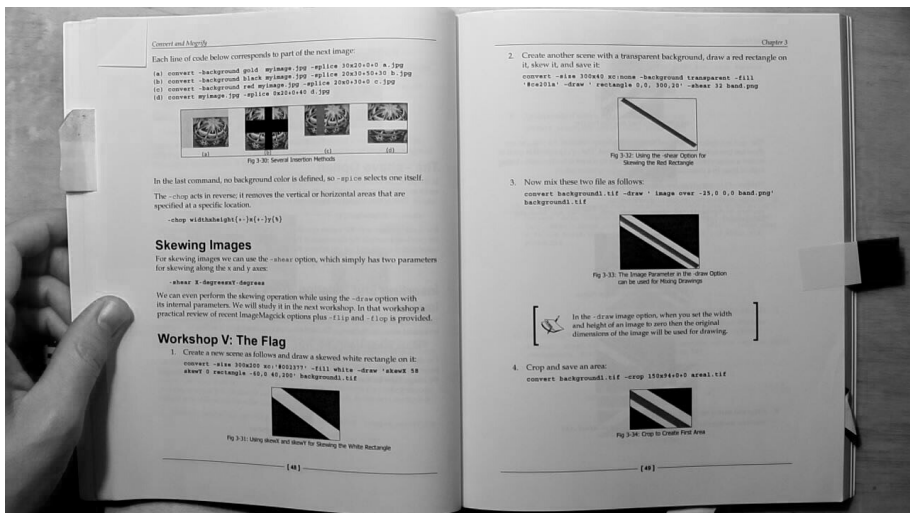 Convert and Mogrify
Each line of code below corresponds to part of the next image:
(a) convert -background gold myimage.jpg -splice 30x20+0+0 a.jpg
(b) convert -background black myimage.jpg -splice 20x30+50+30 b.jpg
(c) convert -background red myimage.jpg -splice 20x0+30+0 c.jpg
(d) convert myimage.jpg -splice 0x20+0+40 d.jpg
(a) (b) (c) (d)
Fig 3-30: Several Insertion Methods
In the last command, no background color is defined, so -splice selects one itself.
The -chop acts in reverse; it removes the vertical or horizontal areas that are
specified at a specific location.
-chop widthxheight{+-}x{+-}y{%}
Skewing Images
For skewing images we can use the -shear option, which simply has two parameters
for skewing along the x and y axes:
-shear X-degreesxY-degrees
We can even perform the skewing operation while using the -draw option with
its internal parameters. We will study it in the next workshop. In that workshop a
practical review of recent ImageMagcick options plus -flip and -flop is provided.
Workshop V: The Flag
1. Create a new scene as follows and draw a skewed white rectangle on it:
convert -size 300x200 xc:'#002377' -fill white -draw 'skewX 58
skewY 0 rectangle -40,0 40,200' background1.tif
Fig 3-31: Using skewX and skewY for Skewing the White Rectangle
[ 48 ]
Chapter 3
2. Create another scene with a transparent background, draw a red rectangle on
it, skew it, and save it:
convert -size 300x40 xc:none -background transparent -fill
'#ce201a' -draw ' rectangle 0,0, 300,20' -shear 32 band.png
Fig 3-32: Using the -shear Option for
Skewing the Red Rectangle
3. Now mix these two file as follows:
convert background1.tif -draw ' image over -25,0 0,0 band.png'
background1.tif
Fig 3-33: The Image Parameter in the -draw Option
can be used for Mixing Drawings
In the -draw image option, when you set the width
and height of an image to zero then the original
dimensions of the image will be used for drawing.
4. Crop and save an area:
convert background1.tif -crop 150x94+0+0 area1.tif
Fig 3-34: Crop to Create First Area
[ 49 ]